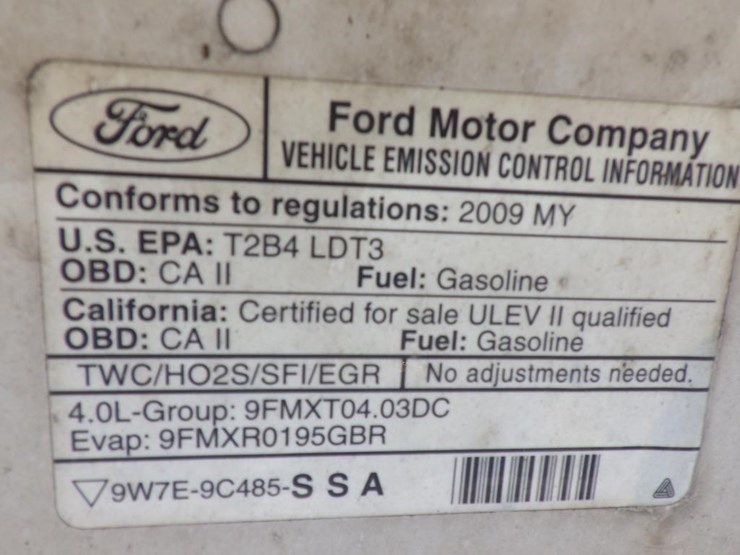 Ford
Ford Motor Company
VEHICLE EMISSION CONTROL INFORMATION
Conforms to regulations: 2009 MY
U.S. EPA: T2B4 LDT3
OBD: CA II Fuel: Gasoline
California: Certified for sale ULEV II qualified
OBD: CA II Fuel: Gasoline
TWC/HO2S/SFI/EGR No adjustments needed.
4.0L-Group: 9FMXT04.03DC
Evap: 9FMXR0195GBR
9W7E-9C485-S S A